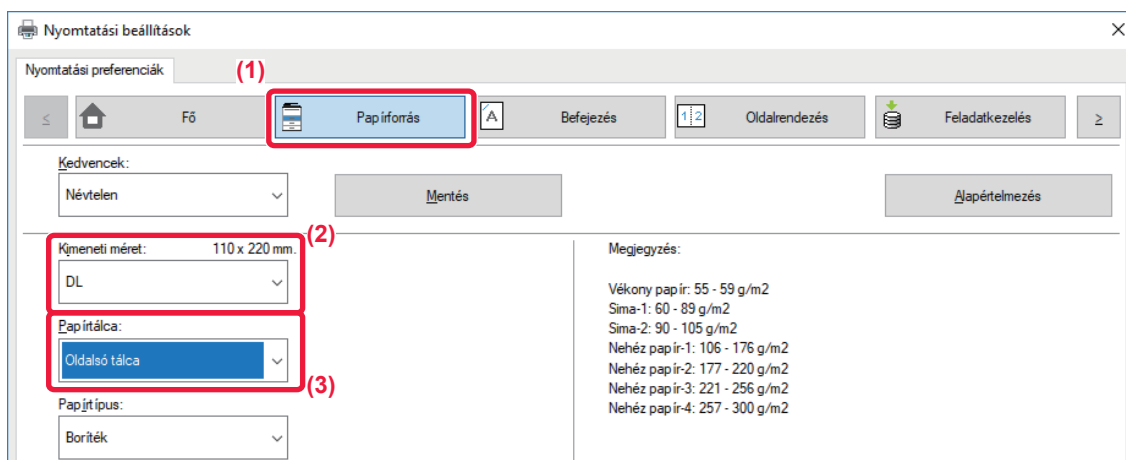 Nyomtatási beállítások
Nyomtatási preferenciák
(1)
<
Fő
Papírforrás
Befejezés
1 2 Oldalrendezés
Feladatkezelés
>
Kedvencek:
Névtelen
Mentés
Alapértelmezés
(2)
Kimeneti méret: 110 x 220 mm.
DL
Papírtálca:
Oldalsó tálca
(3)
Papírtípus:
Boríték
Megjegyzés:
Vékony papír: 55 - 59 g/m2
Sima-1: 60 - 89 g/m2
Sima-2: 90 - 105 g/m2
Nehéz papír-1: 106 - 176 g/m2
Nehéz papír-2: 177 - 220 g/m2
Nehéz papír-3: 221 - 256 g/m2
Nehéz papír-4: 257 - 300 g/m2